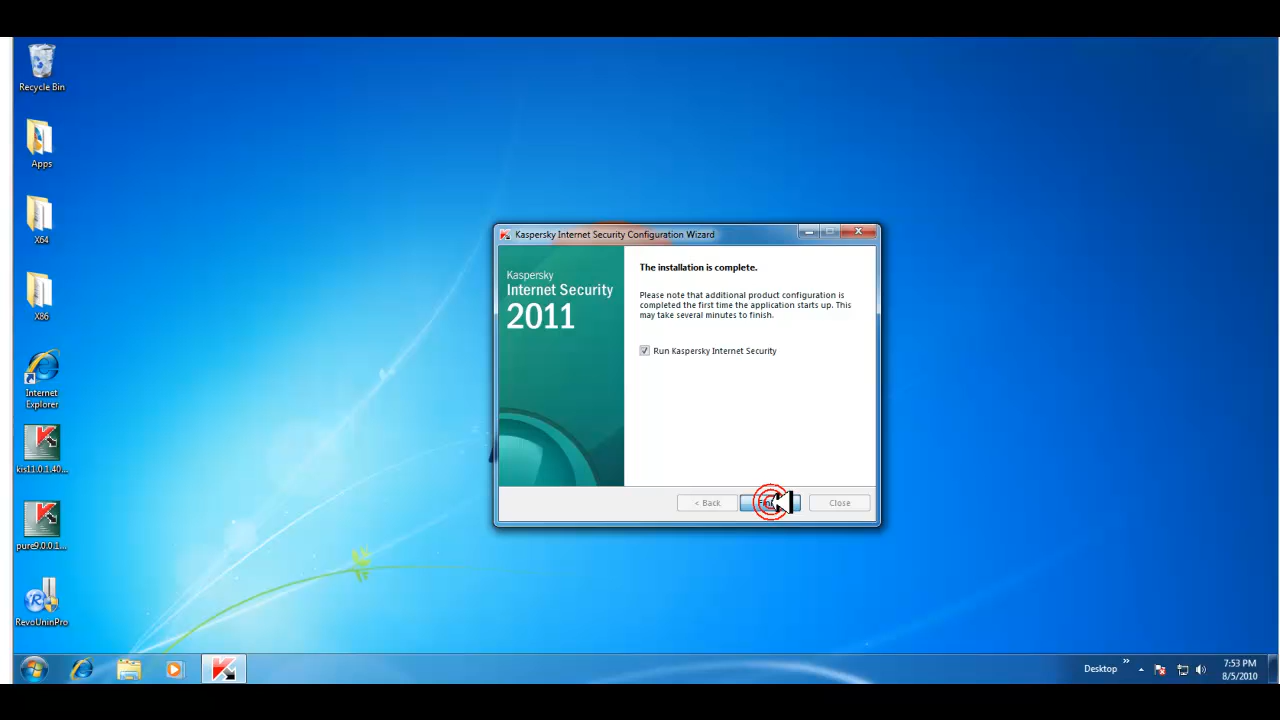 Recycle Bin
Apps
X64
X86
Internet
Explorer
kis11.0.1.40...
pure9.0.0.1...
RevoUninPro
Kaspersky Internet Security Configuration Wizard
Kaspersky
Internet Security
2011
The installation is complete.
Please note that additional product configuration is
completed the first time the application starts up. This
may take several minutes to finish.
Run Kaspersky Internet Security
< Back
Close
Desktop
7:53 PM
8/5/2010